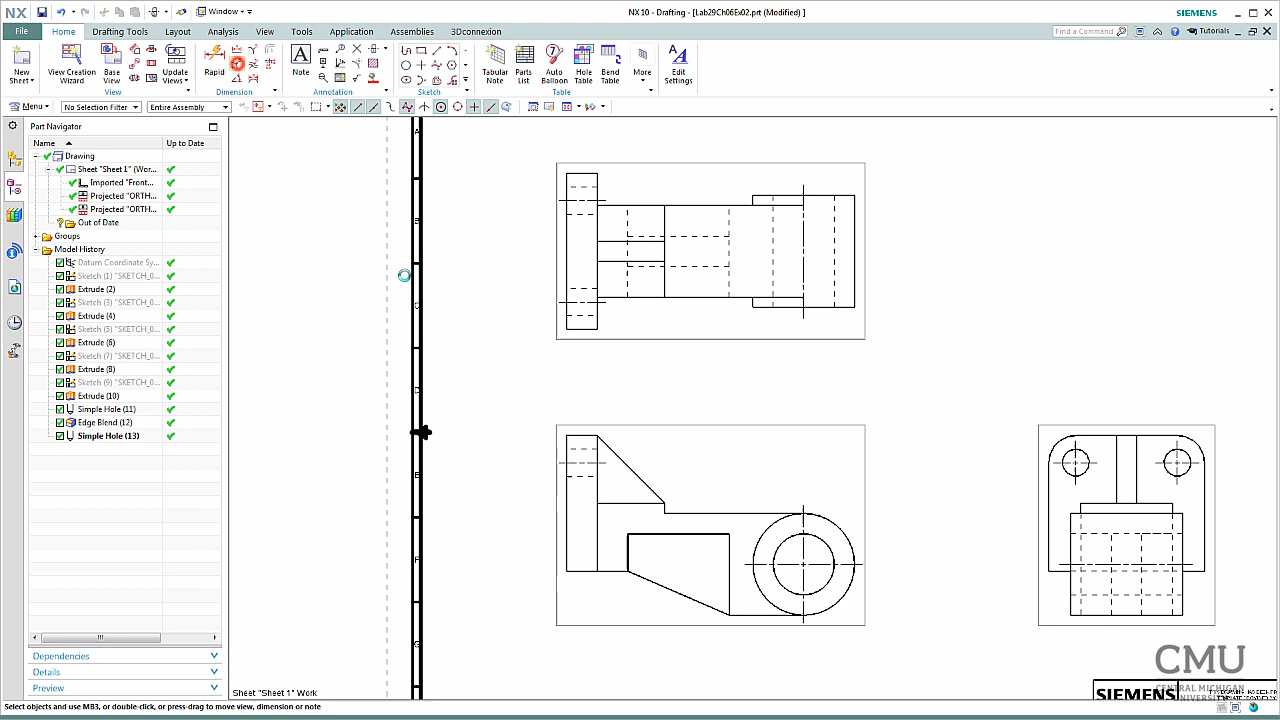 NX
Window
NX 10 - Drafting - [Lab29Ch06Ex02.prt (Modified) ]
SIEMENS
File
Home
Drafting Tools
Layout
Analysis
View
Tools
Application
Assemblies
3Dconnexion
Find a Command
Tutorials
New
Sheet
View Creation
Wizard
Base
View
Update
Views
Rapid
Note
Tabular
Note
Parts
List
Auto
Balloon
Hole
Table
Bend
Table
More
Edit
Settings
View
Dimension
Annotation
Sketch
Table
Menu
No Selection Filter
Entire Assembly
Part Navigator
Name
Up to Date
Drawing
Sheet "Sheet 1" (Wor...
Imported "Front...
Projected "ORTH...
Projected "ORTH...
Out of Date
Groups
Model History
Datum Coordinate Sy...
Sketch (1) "SKETCH_0...
Extrude (2)
Sketch (3) "SKETCH_0...
Extrude (4)
Sketch (5) "SKETCH_0...
Extrude (6)
Sketch (7) "SKETCH_0...
Extrude (8)
Sketch (9) "SKETCH_0...
Extrude (10)
Simple Hole (11)
Edge Blend (12)
Simple Hole (13)
Dependencies
Details
Preview
A
B
C
D
E
F
G
Sheet "Sheet 1" Work
CMU
CENTRAL MICHIGAN
UNIVERSITY
SIEMENS
Select objects and use MB3, or double-click, or press-drag to move view, dimension or note